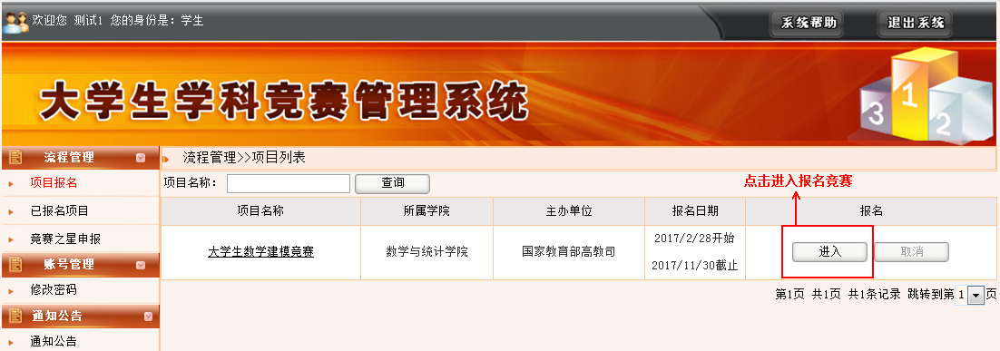 欢迎您 测试1 您的身份是：学生
系统帮助 退出系统
大学生学科竞赛管理系统
1
2
3
流程管理
项目报名
已报名项目
竞赛之星申报
账号管理
修改密码
通知公告
通知公告
流程管理>>项目列表
项目名称： 查询
点击进入报名竞赛
项目名称 所属学院 主办单位 报名日期 报名
大学生数学建模竞赛 数学与统计学院 国家教育部高教司 2017/2/28开始 进入 取消
2017/11/30截止
第1页 共1页 共1条记录 跳转到第 1 页